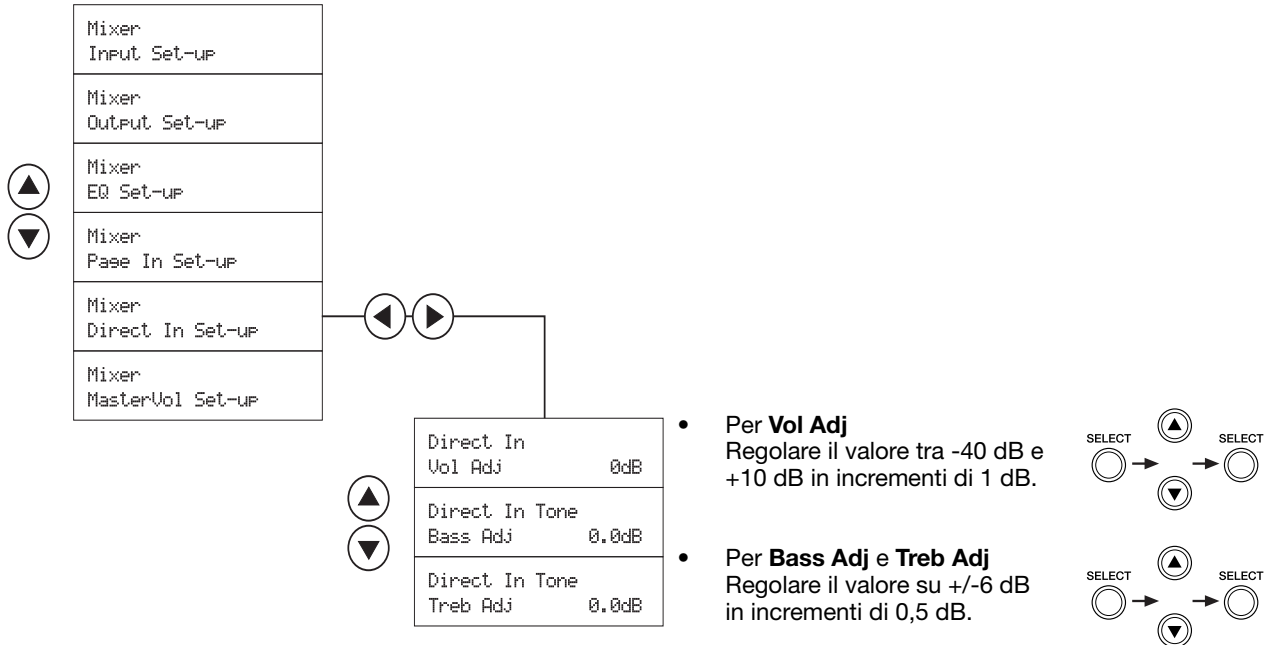 Mixer
Input Set-up
Mixer
Output Set-up
Mixer
EQ Set-up
Mixer
Page In Set-up
Mixer
Direct In Set-up
Mixer
MasterVol Set-up
Direct In
Vol Adj 0dB
Direct In Tone
Bass Adj 0.0dB
Direct In Tone
Treb Adj 0.0dB
• Per Vol Adj
Regolare il valore tra -40 dB e
+10 dB in incrementi di 1 dB.
SELECT SELECT
• Per Bass Adj e Treb Adj
Regolare il valore su +/-6 dB
in incrementi di 0,5 dB.
SELECT SELECT